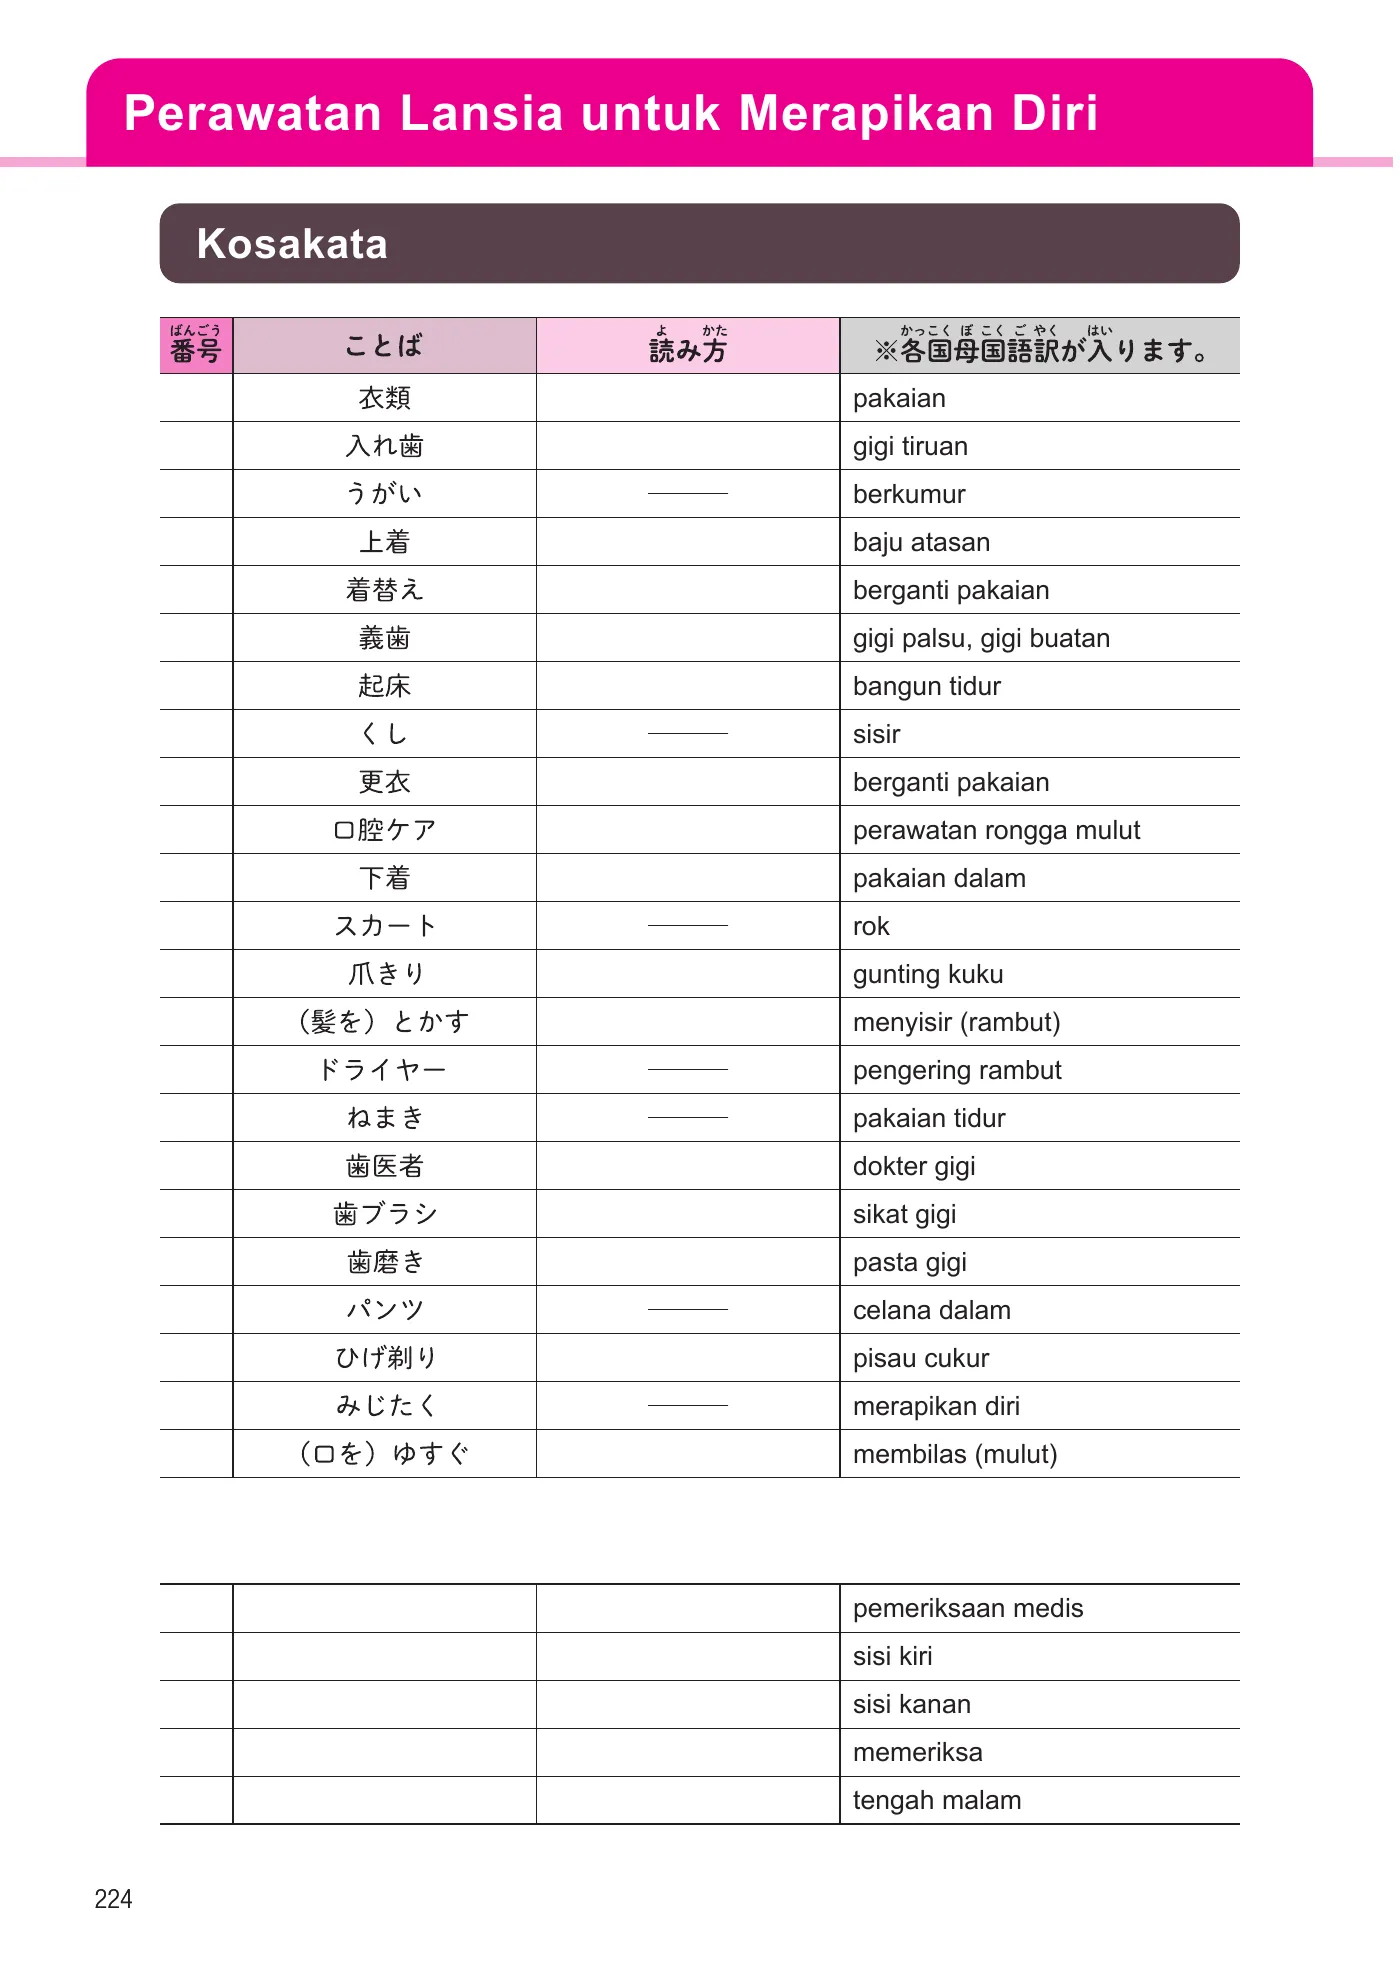 Perawatan Lansia untuk Merapikan Diri
Kosakata
ばんごう よ かた かっこく ぼ こく ご やく はい
番号 ことば 読み方 ※各国母国語訳が入ります。
衣類 pakaian
入れ歯 gigi tiruan
うがい ——— berkumur
上着 baju atasan
着替え berganti pakaian
義歯 gigi palsu, gigi buatan
起床 bangun tidur
くし ——— sisir
更衣 berganti pakaian
口腔ケア perawatan rongga mulut
下着 pakaian dalam
スカート ——— rok
爪きり gunting kuku
（髪を）とかす menyisir (rambut)
ドライヤー ——— pengering rambut
ねまき ——— pakaian tidur
歯医者 dokter gigi
歯ブラシ sikat gigi
歯磨き pasta gigi
パンツ ——— celana dalam
ひげ剃り pisau cukur
みじたく ——— merapikan diri
（口を）ゆすぐ membilas (mulut)
pemeriksaan medis
sisi kiri
sisi kanan
memeriksa
tengah malam
224